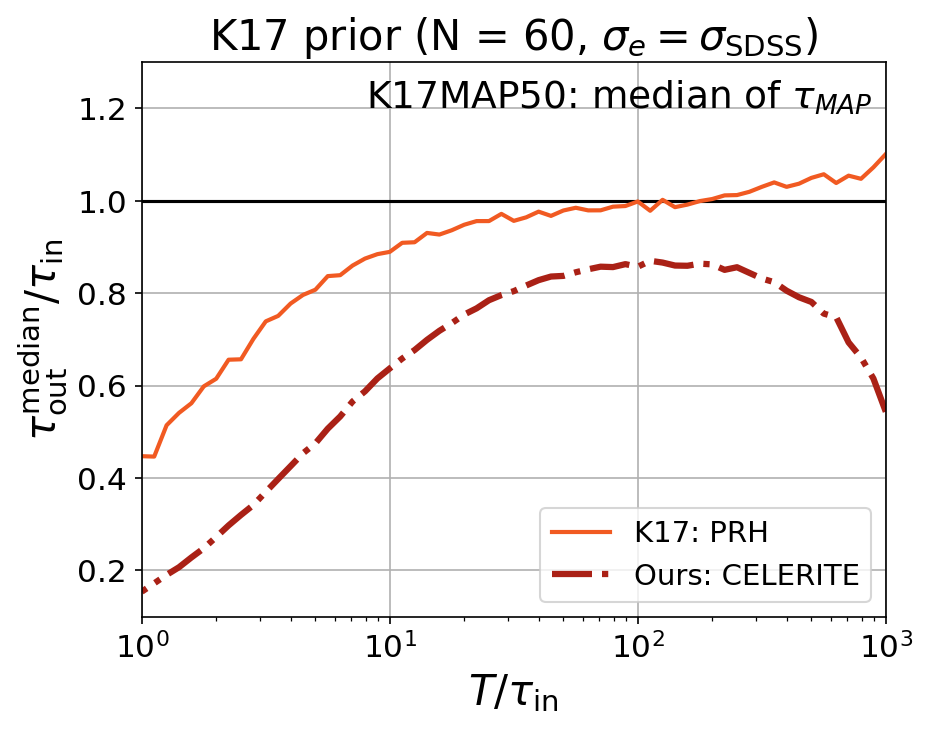 K17 prior (N = 60, σ_e = σ_SDSS)
K17MAP50: median of τ_MAP
τ_out^median/τ_in
1.2
1.0
0.8
0.6
0.4
0.2
K17: PRH
Ours: CELERITE
10^0 10^1 10^2 10^3
T/τ_in